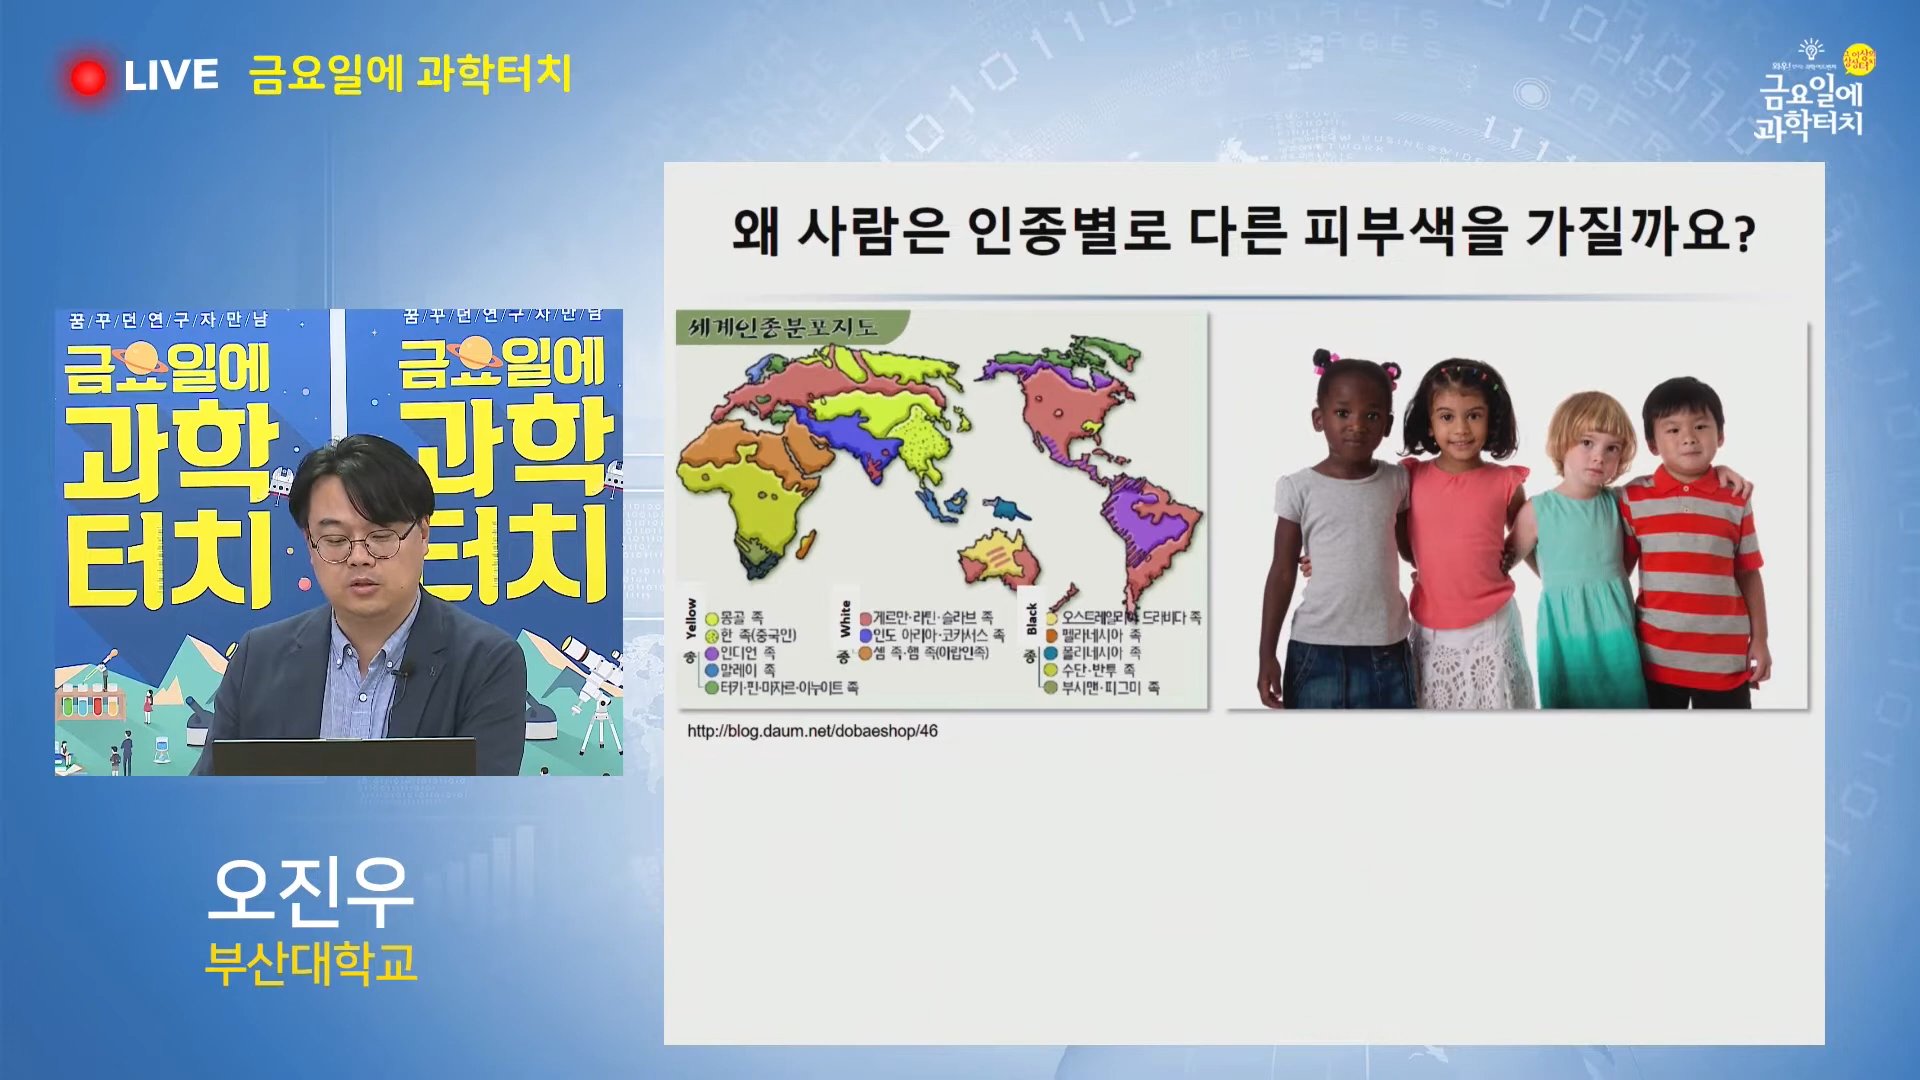 LIVE 금요일에 과학터치
와우!
금요일에
과학터치
왜 사람은 인종별로 다른 피부색을 가질까요?
꿈/꾸/던/연/구/자/만/남
금요일에
과학
터치
꿈/꾸/던/연/구/자/만/남
금요일에
과학
터치
세계인종분포지도
Yellow
종
몽골 족
한 족(중국인)
인디언 족
말레이 족
터키·핀·마자르·이누이트 족
White
종
게르만·라틴·슬라브 족
인도 아리아·코카서스 족
셈 족·햄 족(아랍인족)
Black
종
오스트레일리아 드라비다 족
멜라네시아 족
폴리네시아 족
수단·반투 족
부시맨·피그미 족
http://blog.daum.net/dobaeshop/46
오진우
부산대학교